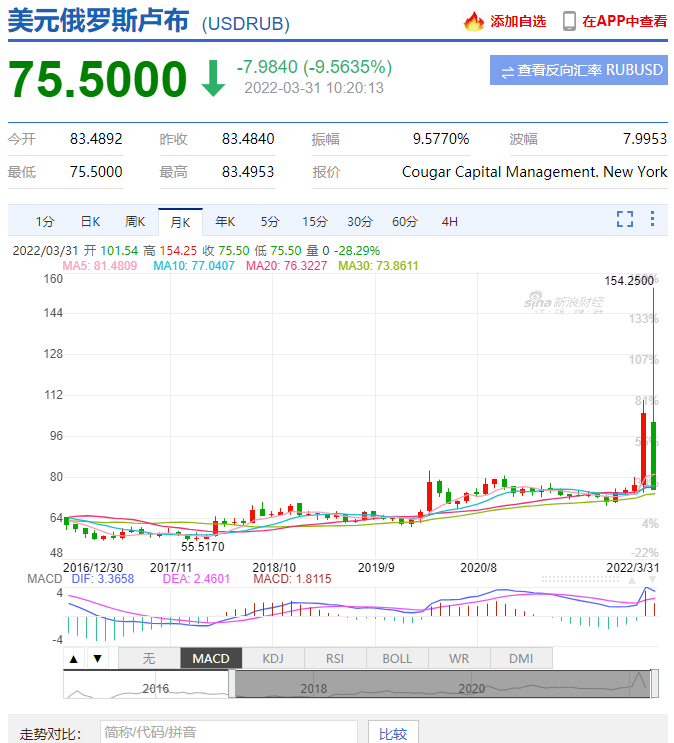 美元俄罗斯卢布 (USDRUB) 添加自选 在APP中查看
75.5000 -7.9840 (-9.5635%)
2022-03-31 10:20:13
查看反向汇率 RUBUSD
今开 83.4892 昨收 83.4840 振幅 9.5770% 波幅 7.9953
最低 75.5000 最高 83.4953 报价 Cougar Capital Management. New York
1分 日K 周K 月K 年K 5分 15分 30分 60分 4H
2022/03/31 开 101.54 高 154.25 收 75.50 低 75.50 量 0 -28.29%
MA5: 81.4809 MA10: 77.0407 MA20: 76.3227 MA30: 73.8611
160
154.2500
sina 新浪财经
144 133%
128 107%
112 81%
96
80
64 4%
55.5170
48 -22%
2016/12/30 2017/11 2018/10 2019/9 2020/8 2022/3/31
MACD DIF: 3.3658 DEA: 2.4601 MACD: 1.8115
4
-4
▲ ▼ 无 MACD KDJ RSI BOLL WR DMI
2016 2018 2020
走势对比: 简称/代码/拼音 比较